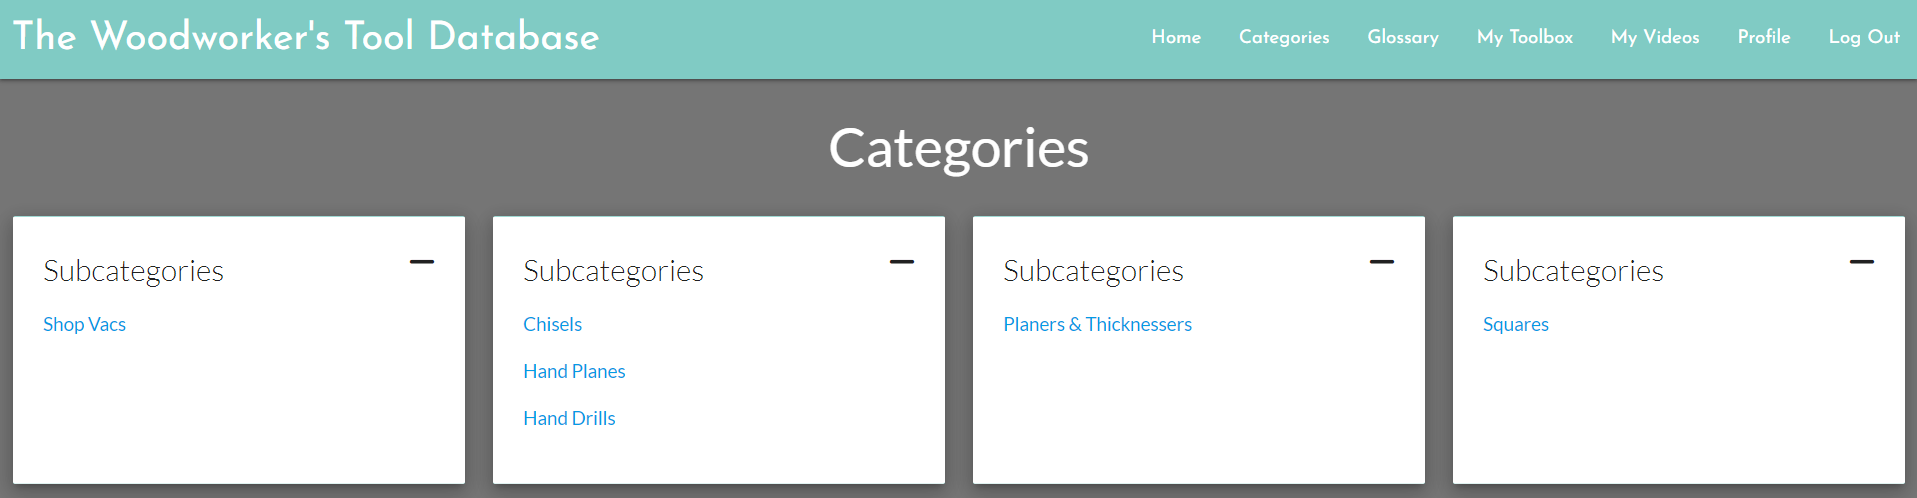 The Woodworker's Tool Database
Home Categories Glossary My Toolbox My Videos Profile Log Out
Categories
Subcategories
Shop Vacs
Subcategories
Chisels
Hand Planes
Hand Drills
Subcategories
Planers & Thicknessers
Subcategories
Squares